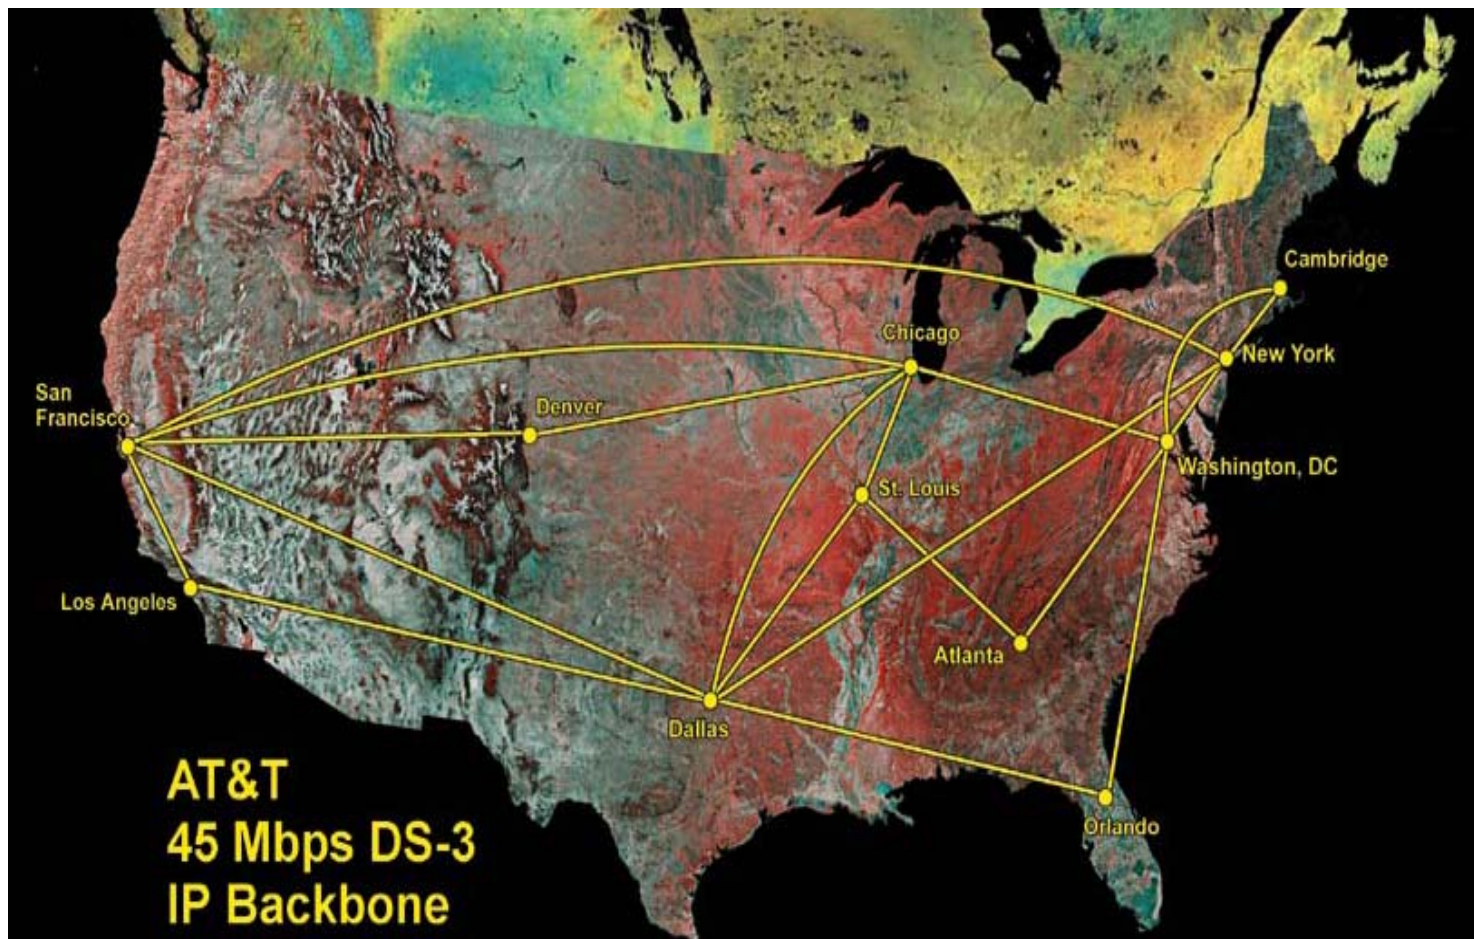 Cambridge
Chicago
New York
San
Francisco
Denver
Washington, DC
St. Louis
Los Angeles
Atlanta
Dallas
AT&T
45 Mbps DS-3
IP Backbone
Orlando